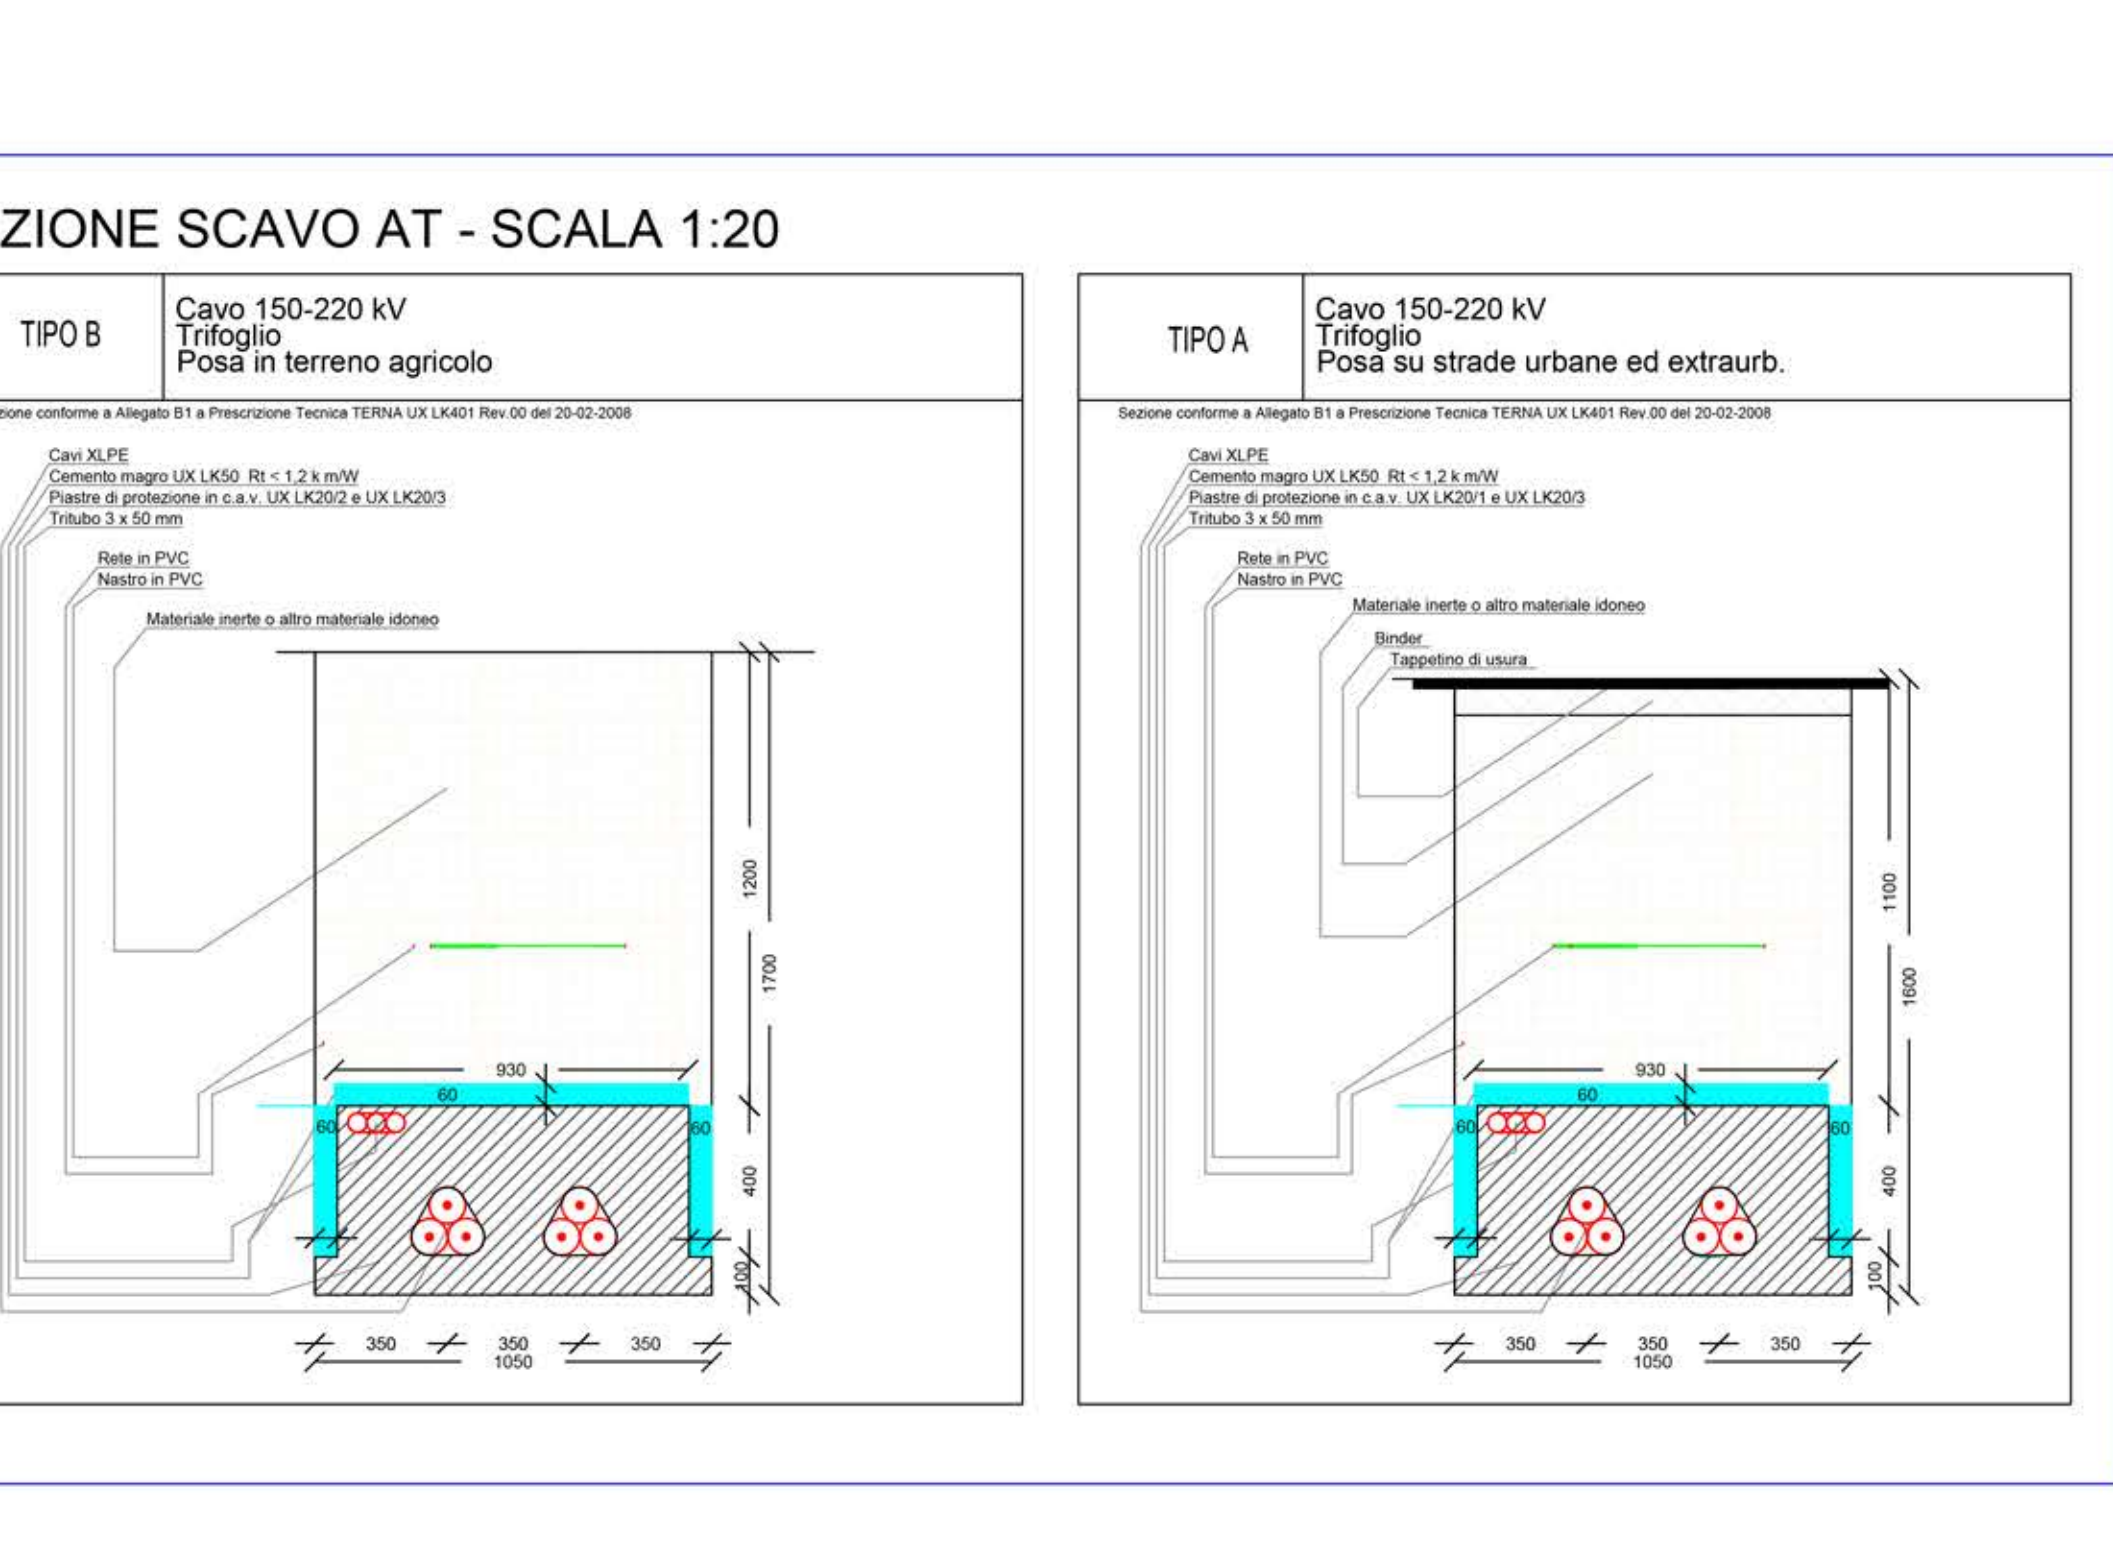 ZIONE SCAVO AT - SCALA 1:20
TIPO B
Cavo 150-220 kV
Trifoglio
Posa in terreno agricolo
zione conforme a Allegato B1 a Prescrizione Tecnica TERNA UX LK401 Rev.00 del 20-02-2008
Cavi XLPE
Cemento magro UX LK50 Rt < 1,2 k m/W
Piastre di protezione in c.a.v. UX LK20/2 e UX LK20/3
Tritubo 3 x 50 mm
Rete in PVC
Nastro in PVC
Materiale inerte o altro materiale idoneo
1200
1700
930
60
60
60
400
100
350
350
350
1050
TIPO A
Cavo 150-220 kV
Trifoglio
Posa su strade urbane ed extraurb.
Sezione conforme a Allegato B1 a Prescrizione Tecnica TERNA UX LK401 Rev.00 del 20-02-2008
Cavi XLPE
Cemento magro UX LK50 Rt < 1,2 k m/W
Piastre di protezione in c.a.v. UX LK20/1 e UX LK20/3
Tritubo 3 x 50 mm
Rete in PVC
Nastro in PVC
Materiale inerte o altro materiale idoneo
Binder
Tappetino di usura
1100
1600
930
60
60
60
400
100
350
350
350
1050